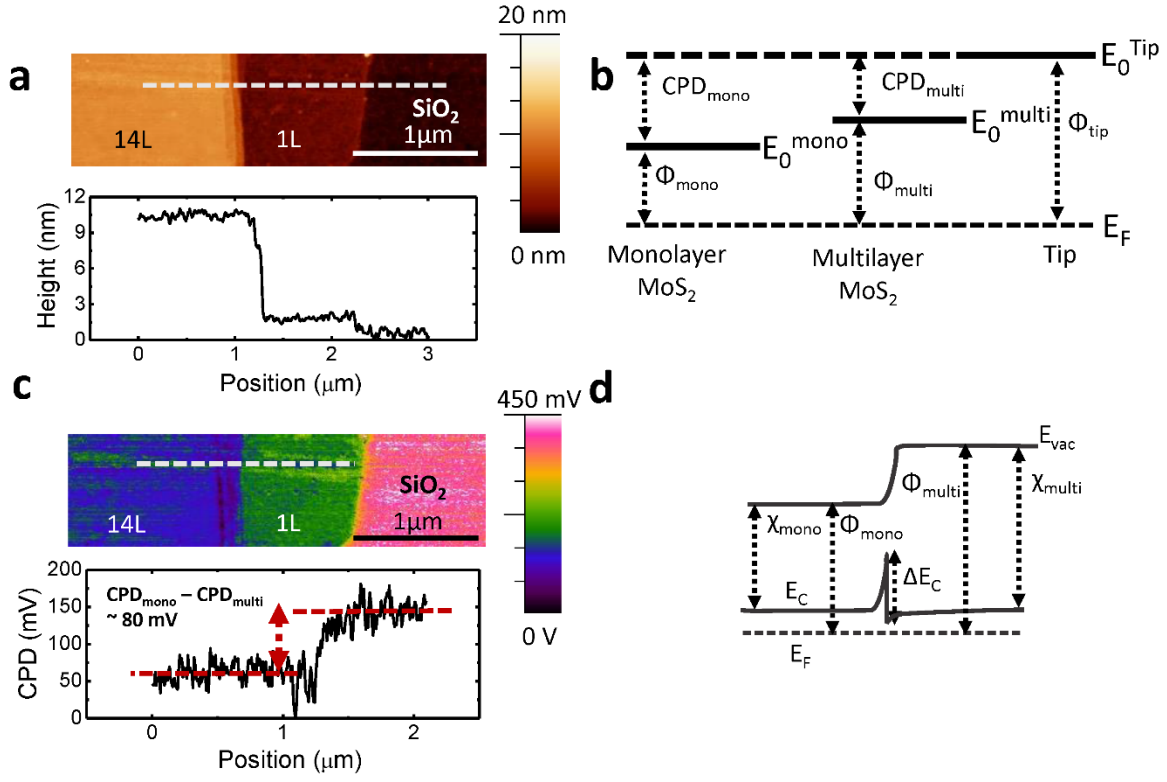 a
14L
1L
SiO₂
1μm
20 nm
0 nm
Height (nm)
12
9
6
3
0
0 1 2 3
Position (μm)
b
E₀ᵀⁱᵖ
CPDmono
CPDmulti
E₀ᵐᵘˡᵗⁱ
E₀ᵐᵒⁿᵒ
Φtip
Φmono
Φmulti
EF
Monolayer
MoS₂
Multilayer
MoS₂
Tip
c
14L
1L
SiO₂
1μm
450 mV
0 V
CPD (mV)
200
150
100
50
0
CPDmono – CPDmulti
~ 80 mV
0 1 2
Position (μm)
d
Evac
Φmulti
χmulti
χmono
Φmono
ΔEC
EC
EF